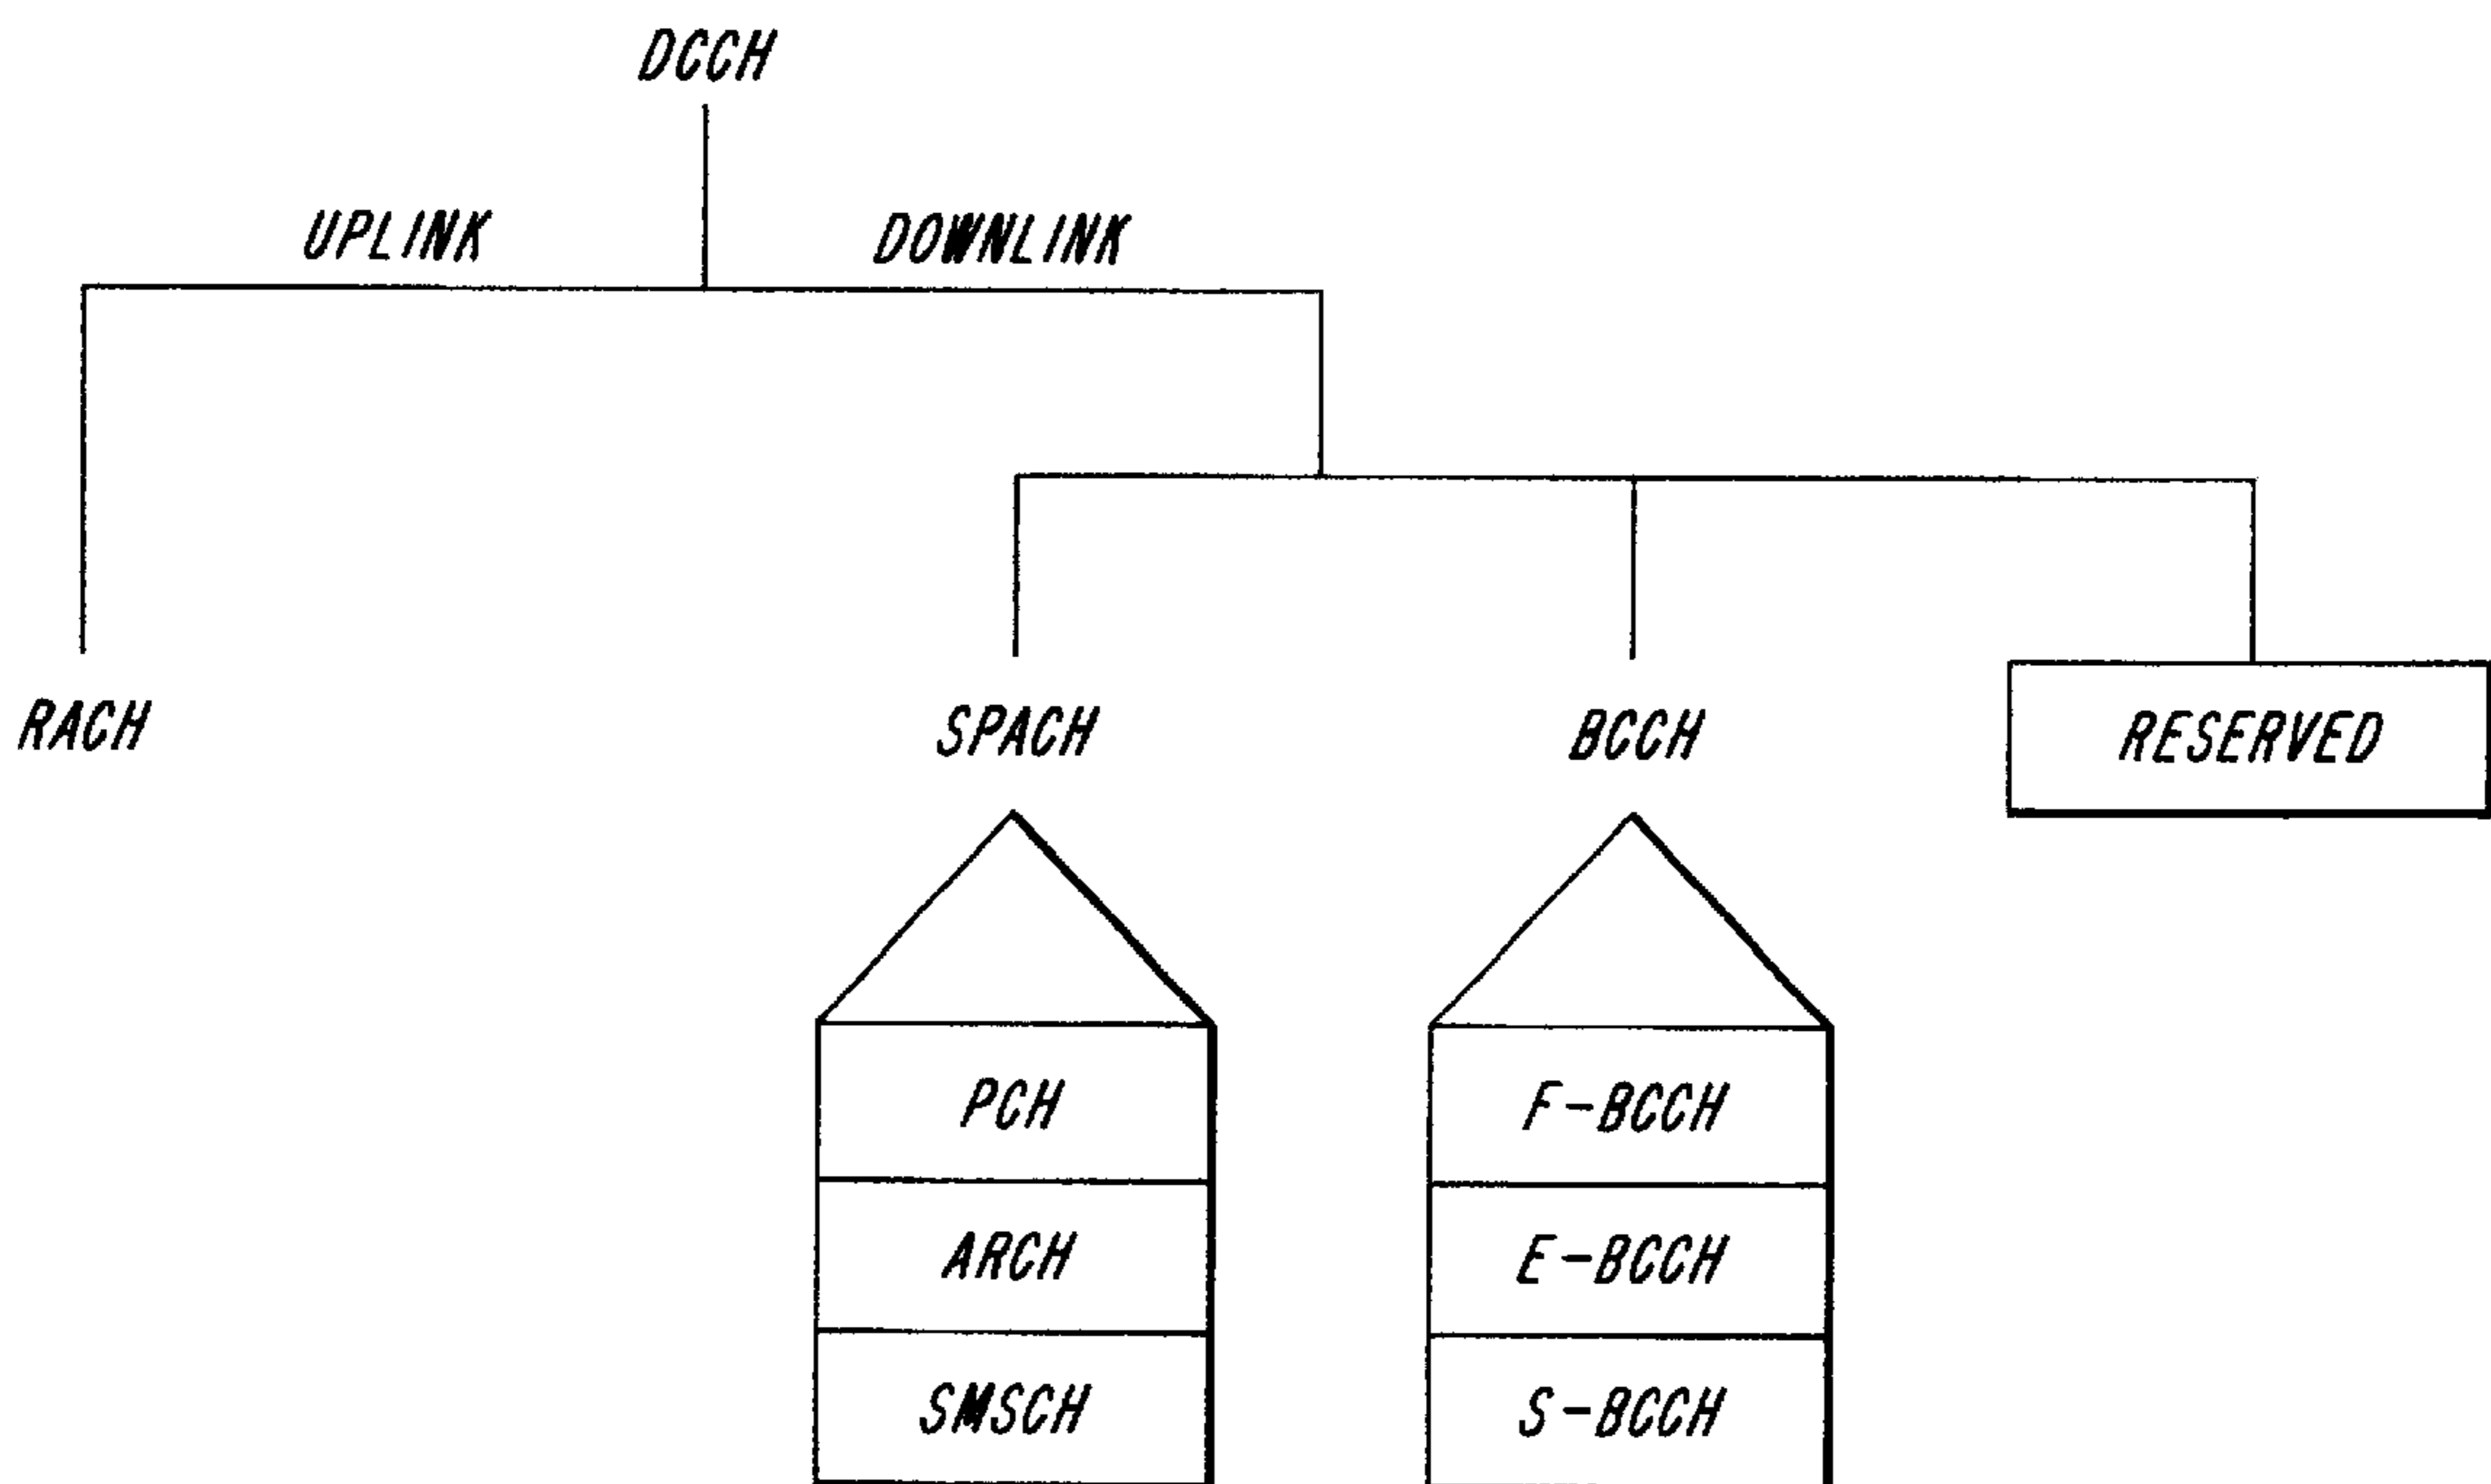 DCCH
UPLINK
DOWNLINK
RACH
SPACH
BCCH
RESERVED
PCH
F-BCCH
ARCH
E-BCCH
SMSCH
S-BCCH